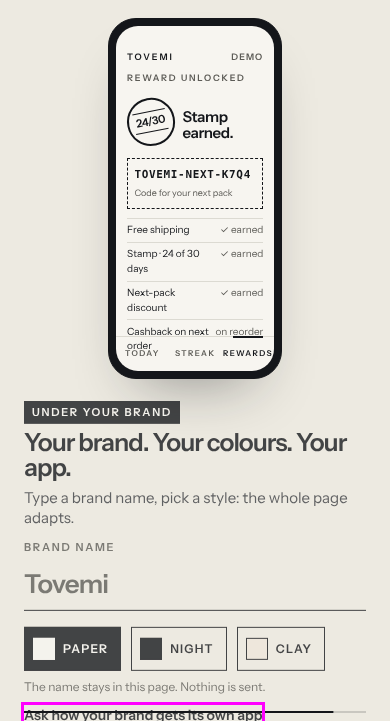 TOVEMI DEMO
REWARD UNLOCKED
24/30
Stamp
earned.
TOVEMI-NEXT-K7Q4
Code for your next pack
Free shipping ✓ earned
Stamp · 24 of 30 ✓ earned
days
Next-pack ✓ earned
discount
Cashback on next on reorder
order
TODAY STREAK REWARDS
UNDER YOUR BRAND
Your brand. Your colours. Your
app.
Type a brand name, pick a style: the whole page
adapts.
BRAND NAME
Tovemi
PAPER NIGHT CLAY
The name stays in this page. Nothing is sent.
Ask how your brand gets its own app